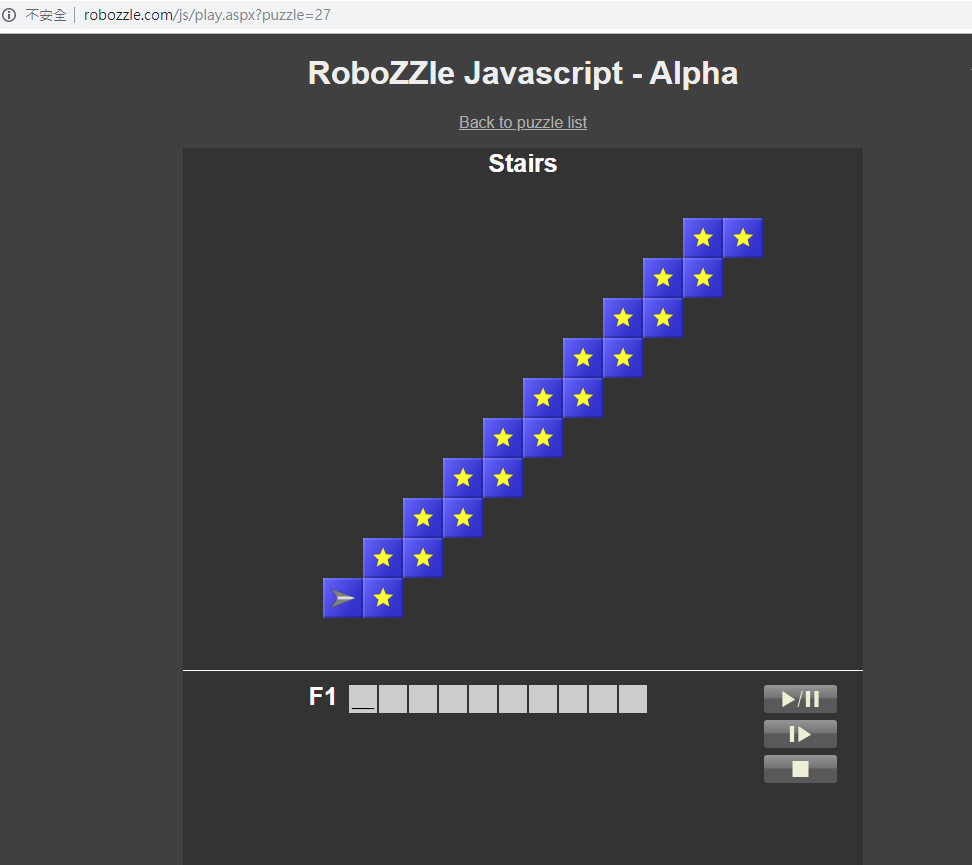 不安全 robozzle.com/js/play.aspx?puzzle=27
RoboZZle Javascript - Alpha
Back to puzzle list
Stairs
F1